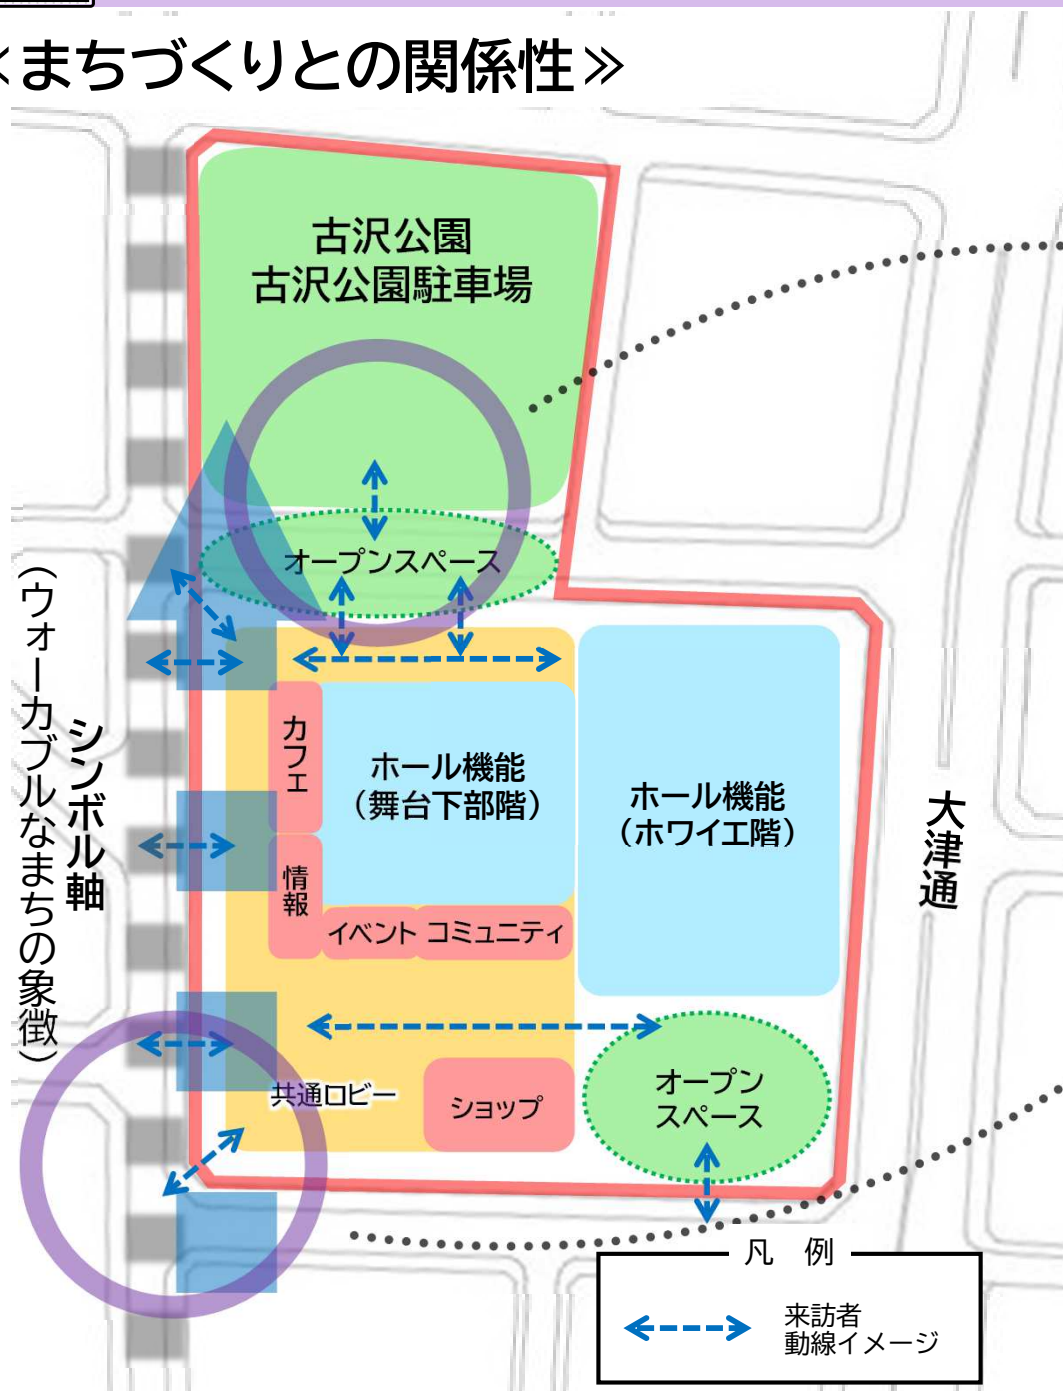 ≪まちづくりとの関係性≫
古沢公園
古沢公園駐車場
オープンスペース
シンボル軸
（ウォーカブルなまちの象徴）
カフェ
ホール機能
（舞台下部階）
ホール機能
（ホワイエ階）
大津通
情報
イベント
コミュニティ
共通ロビー
ショップ
オープン
スペース
凡　例
来訪者
動線イメージ